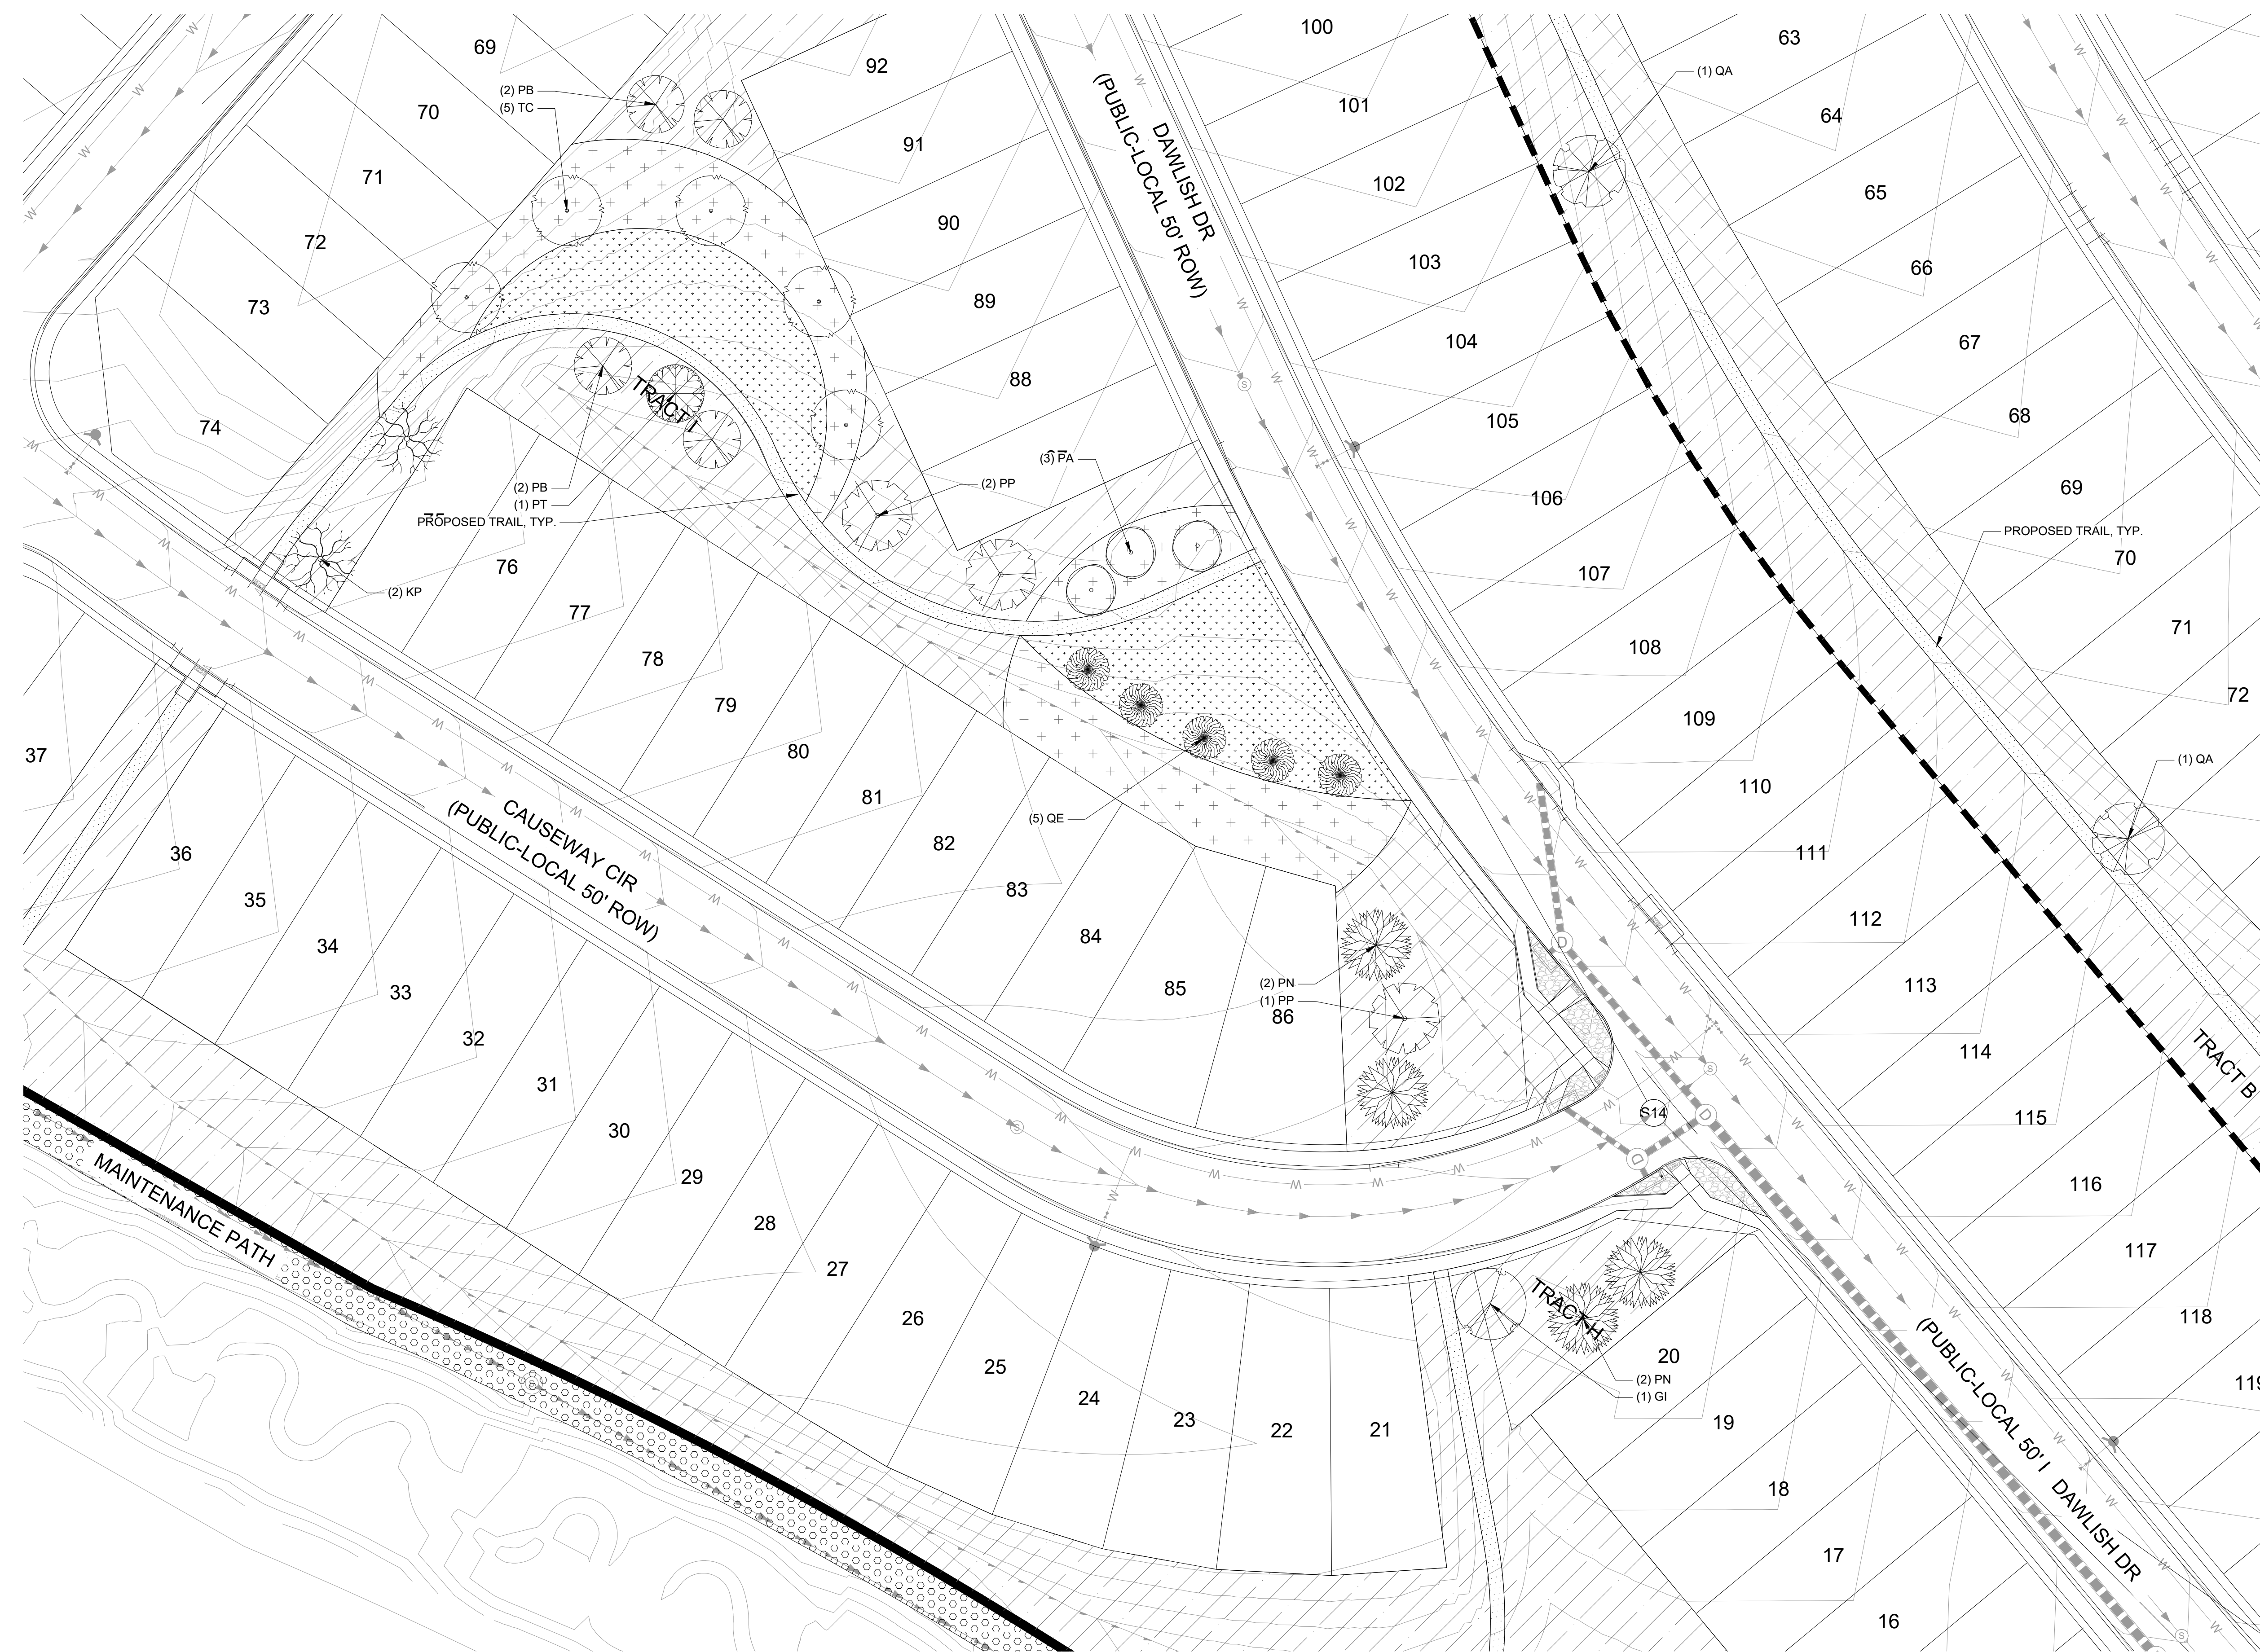 69
70
71
72
73
74
(2) PB
(5) TC
92
91
90
89
88
100
101
102
103
104
105
106
107
108
109
110
111
112
113
114
115
116
117
118
119
DAWLISH DR
(PUBLIC-LOCAL 50' ROW)
(1) QA
63
64
65
66
67
68
69
70
71
72
PROPOSED TRAIL, TYP.
(1) QA
TRACT B
TRACT I
(2) PB
(1) PT
75
PROPOSED TRAIL, TYP.
(2) PP
(3) PA
(2) KP
76
77
78
79
80
81
82
83
84
85
86
(5) QE
(2) PN
(1) PP
CAUSEWAY CIR
(PUBLIC-LOCAL 50' ROW)
37
36
35
34
33
32
31
30
29
28
27
26
25
24
23
22
21
MAINTENANCE PATH
S14
D
D
D
S
S
S
S
W
TRACT H
(2) PN
(1) GI
20
19
18
17
16
(PUBLIC-LOCAL 50'
DAWLISH DR